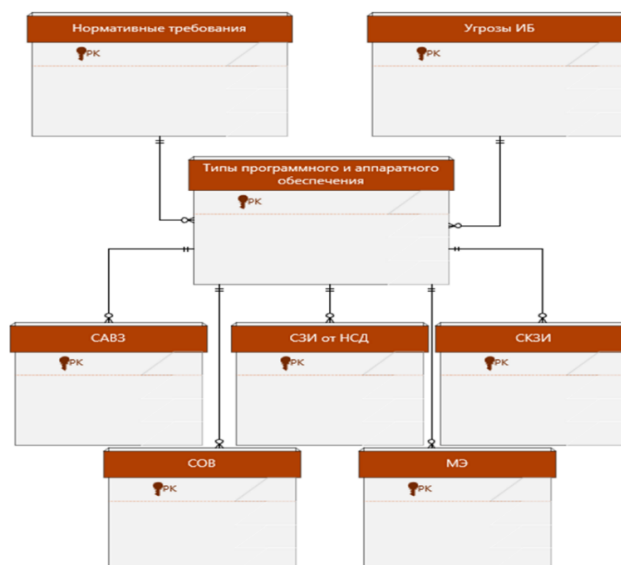 Нормативные требования
PK
Угрозы ИБ
PK
Типы программного и аппаратного
обеспечения
PK
САВЗ
PK
СЗИ от НСД
PK
СКЗИ
PK
СОВ
PK
МЭ
PK